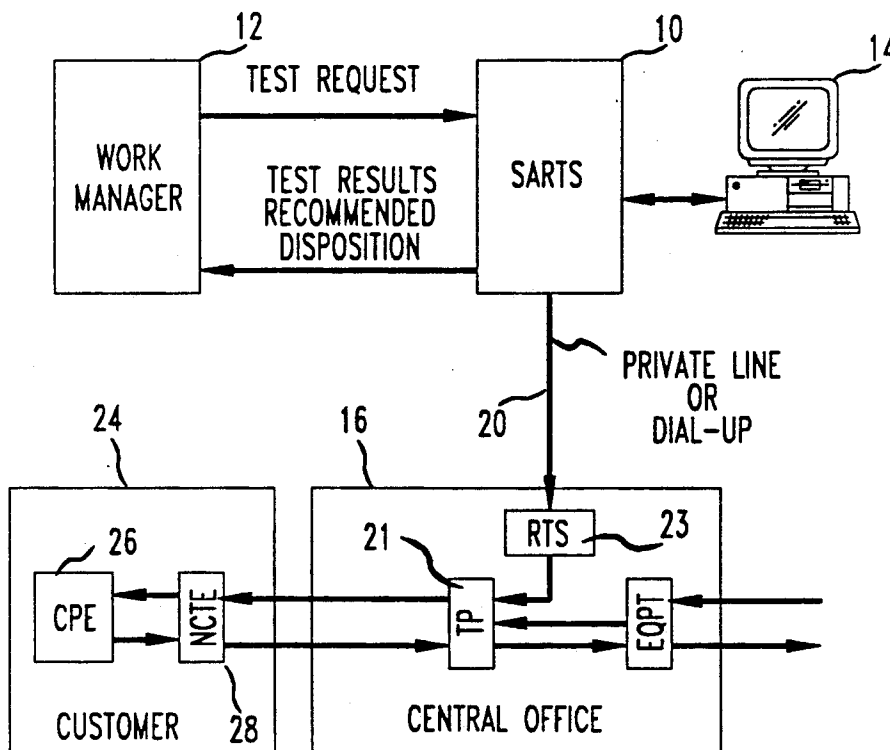 12
10
14
TEST REQUEST
WORK
MANAGER
SARTS
TEST RESULTS
RECOMMENDED
DISPOSITION
PRIVATE LINE
OR
DIAL-UP
20
24
16
RTS
23
26
21
CPE
NCTE
TP
EQPT
28
CUSTOMER
CENTRAL OFFICE